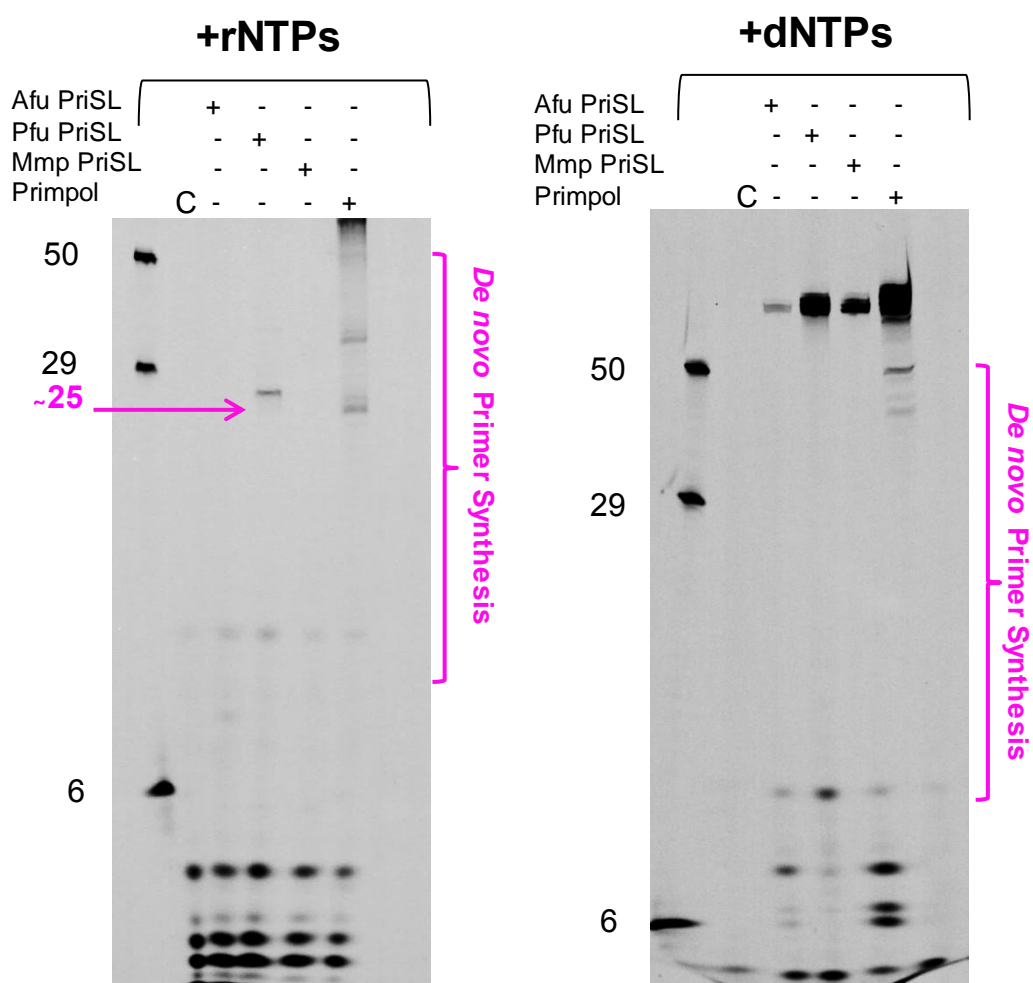 +rNTPs
Afu PriSL + - - -
Pfu PriSL - + - -
Mmp PriSL - - + -
Primpol C - - - +
50
29
~25
6
De novo Primer Synthesis
+dNTPs
Afu PriSL + - - -
Pfu PriSL - + - -
Mmp PriSL - - + -
Primpol C - - - +
50
29
6
De novo Primer Synthesis